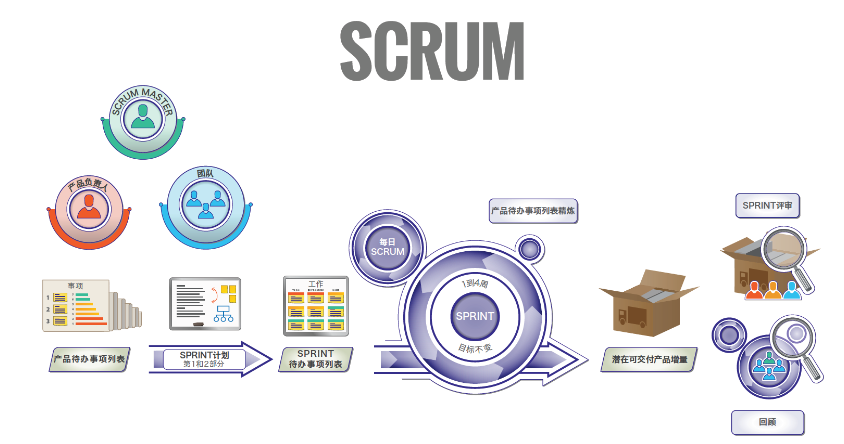 SCRUM
SCRUM MASTER
产品负责人
团队
每日
SCRUM
产品待办事项列表精炼
SPRINT评审
事项
1
2
3
工作
1到4周
SPRINT
目标不变
产品待办事项列表
SPRINT计划
第1和2部分
SPRINT
待办事项列表
潜在可交付产品增量
回顾